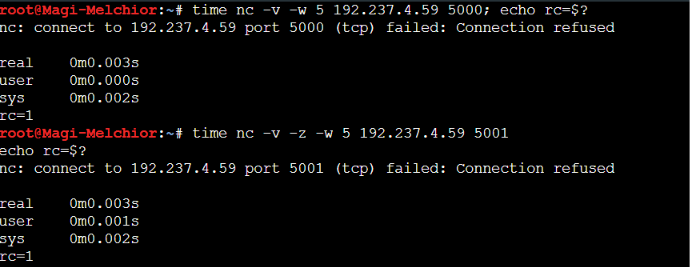 root@Magi-Melchior:~# time nc -v -w 5 192.237.4.59 5000; echo rc=$?
nc: connect to 192.237.4.59 port 5000 (tcp) failed: Connection refused
real 0m0.003s
user 0m0.000s
sys 0m0.002s
rc=1
root@Magi-Melchior:~# time nc -v -z -w 5 192.237.4.59 5001
echo rc=$?
nc: connect to 192.237.4.59 port 5001 (tcp) failed: Connection refused
real 0m0.003s
user 0m0.001s
sys 0m0.002s
rc=1